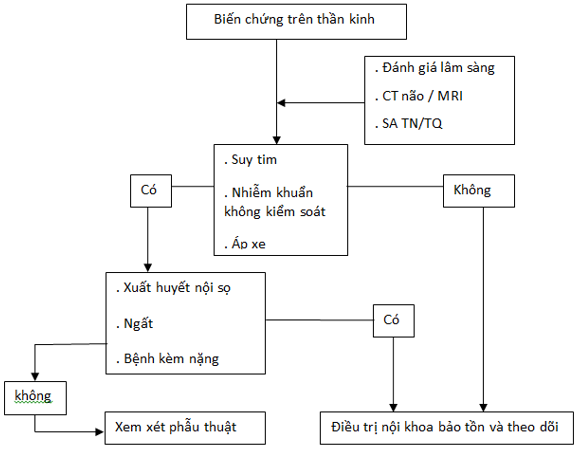 Biến chứng trên thần kinh
. Đánh giá lâm sàng
. CT não / MRI
. SA TN/TQ
. Suy tim
. Nhiễm khuẩn
không kiểm soát
. Áp xe
Có
Không
. Xuất huyết nội sọ
. Ngất
. Bệnh kèm nặng
Có
không
Xem xét phẫu thuật
Điều trị nội khoa bảo tồn và theo dõi